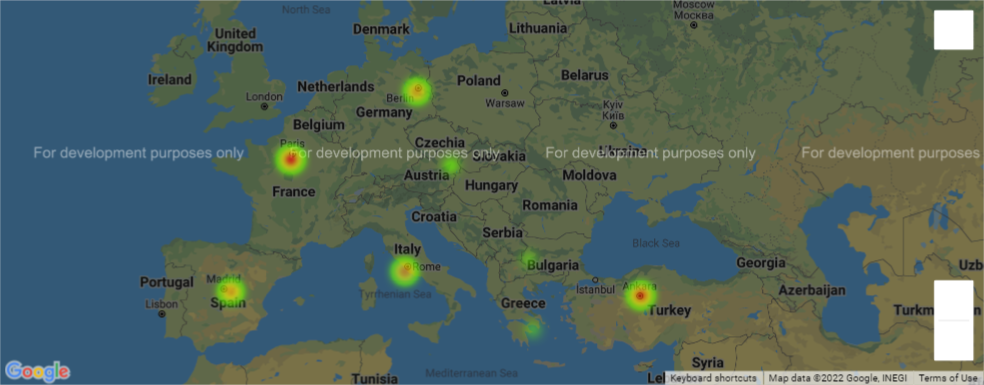 North Sea
Latvia
Moscow
Москва
Denmark
Lithuania
United
Kingdom
Ireland
Netherlands
Poland
Belarus
London
Berlin
Warsaw
Germany
Kyiv
Київ
Belgium
Paris
Czechia
For development purposes only
For development purposes only
For development purposes only
For development purposes only
Slovakia
Ukraine
Austria
Moldova
France
Hungary
Romania
Croatia
Serbia
Italy
Black Sea
Rome
Bulgaria
Georgia
Uzb
Portugal
Madrid
Tyrrhenian Sea
Istanbul
Ankara
Azerbaijan
Lisbon
Spain
Greece
Turkey
Turkm
n
Syria
Google
Tunisia
Mediterranean Sea
Le
Keyboard shortcuts
Map data ©2022 Google, INEGI
Terms of Use